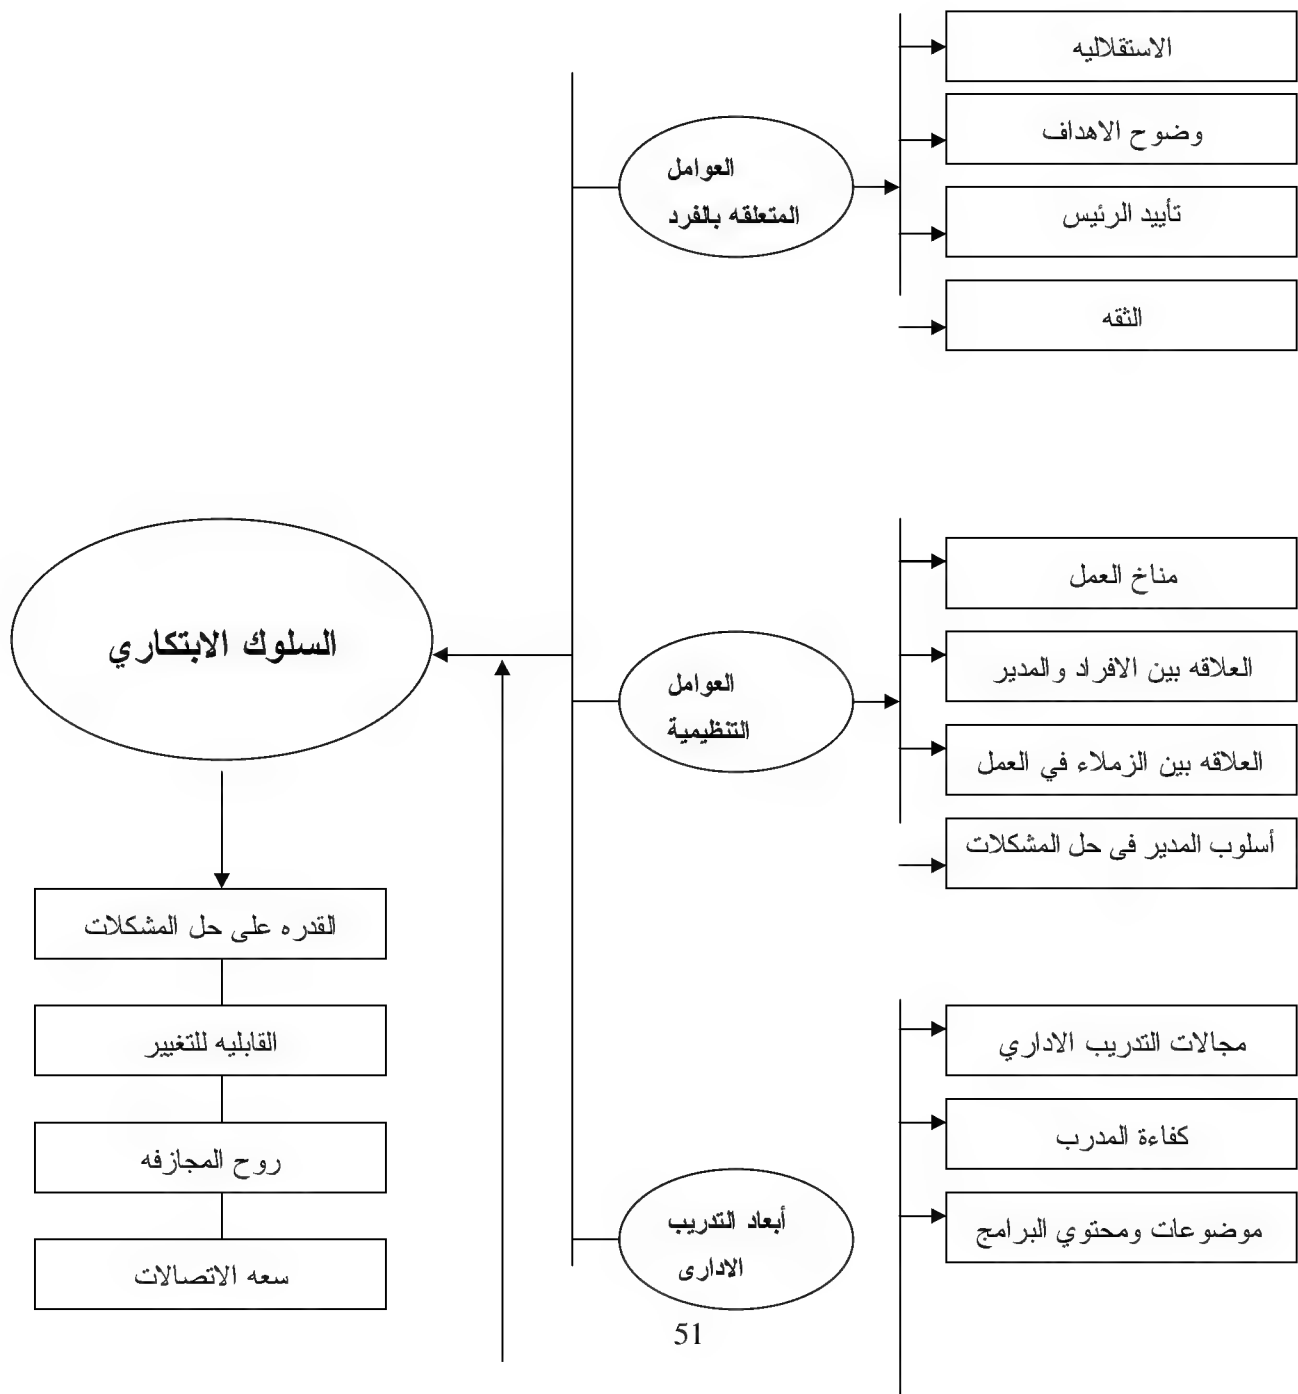 الاستقلاليه
وضوح الاهداف
العوامل
المتعلقه بالفرد
تأييد الرئيس
الثقه
مناخ العمل
العلاقه بين الافراد والمدير
العوامل
التنظيمية
العلاقه بين الزملاء في العمل
أسلوب المدير فى حل المشكلات
السلوك الابتكاري
القدره على حل المشكلات
القابليه للتغيير
روح المجازفه
سعه الاتصالات
مجالات التدريب الاداري
كفاءة المدرب
موضوعات ومحتوي البرامج
أبعاد التدريب
الادارى
51